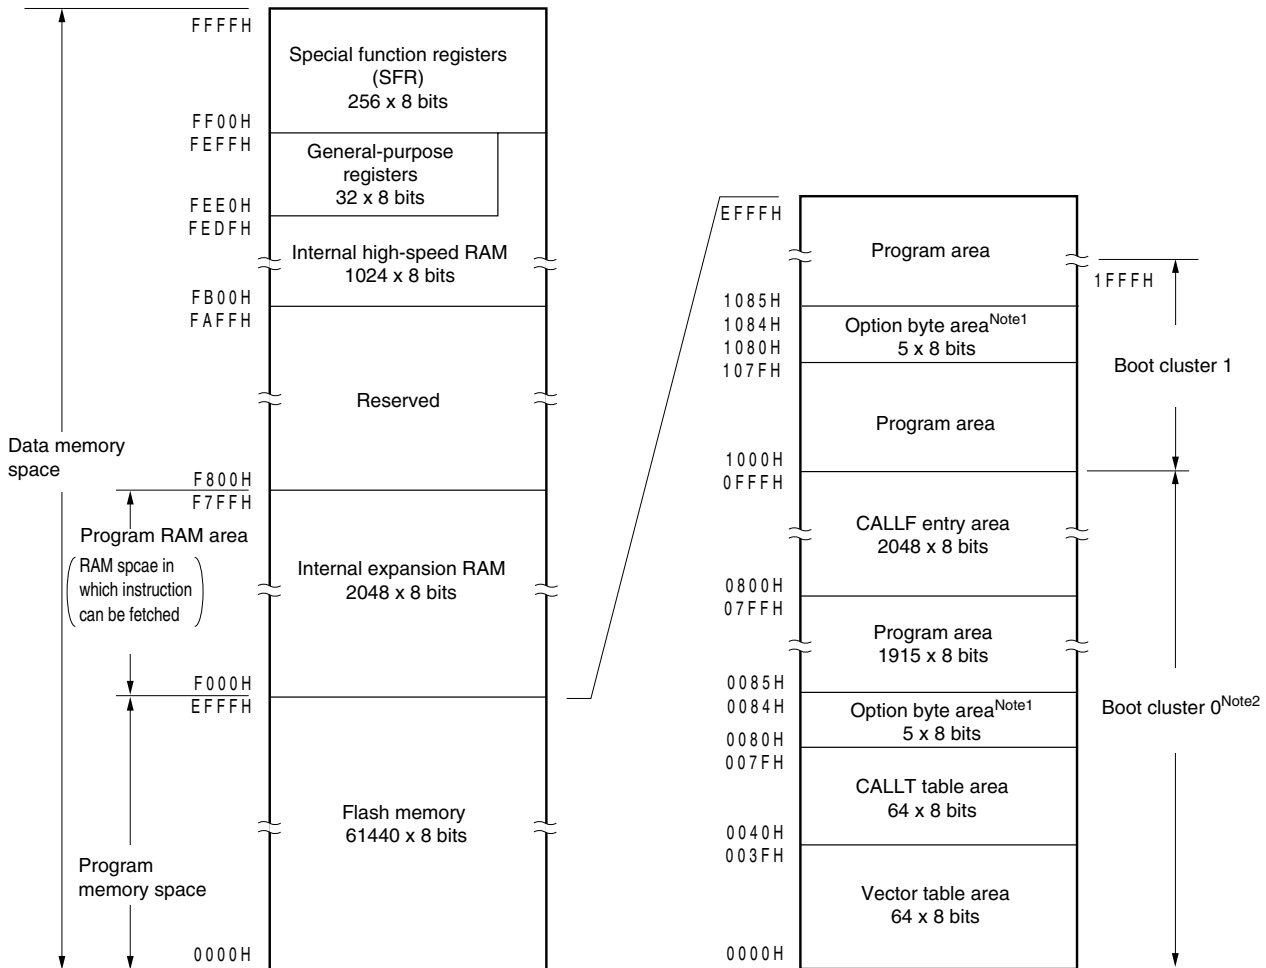 FFFFH
Special function registers
(SFR)
256 x 8 bits
FF00H
FEFFH
General-purpose
registers
32 x 8 bits
FEE0H
FEDFH
Internal high-speed RAM
1024 x 8 bits
FB00H
FAFFH
Reserved
Data memory
space
F800H
F7FFH
Program RAM area
RAM spcae in
which instruction
can be fetched
Internal expansion RAM
2048 x 8 bits
F000H
EFFFH
Flash memory
61440 x 8 bits
Program
memory space
0000H
EFFFH
Program area
1FFFH
1085H
1084H
Option byte area Note1
5 x 8 bits
1080H
107FH
Boot cluster 1
Program area
1000H
0FFFH
CALLF entry area
2048 x 8 bits
0800H
07FFH
Program area
1915 x 8 bits
0085H
0084H
Option byte area Note1
5 x 8 bits
Boot cluster 0 Note2
0080H
007FH
CALLT table area
64 x 8 bits
0040H
003FH
Vector table area
64 x 8 bits
0000H